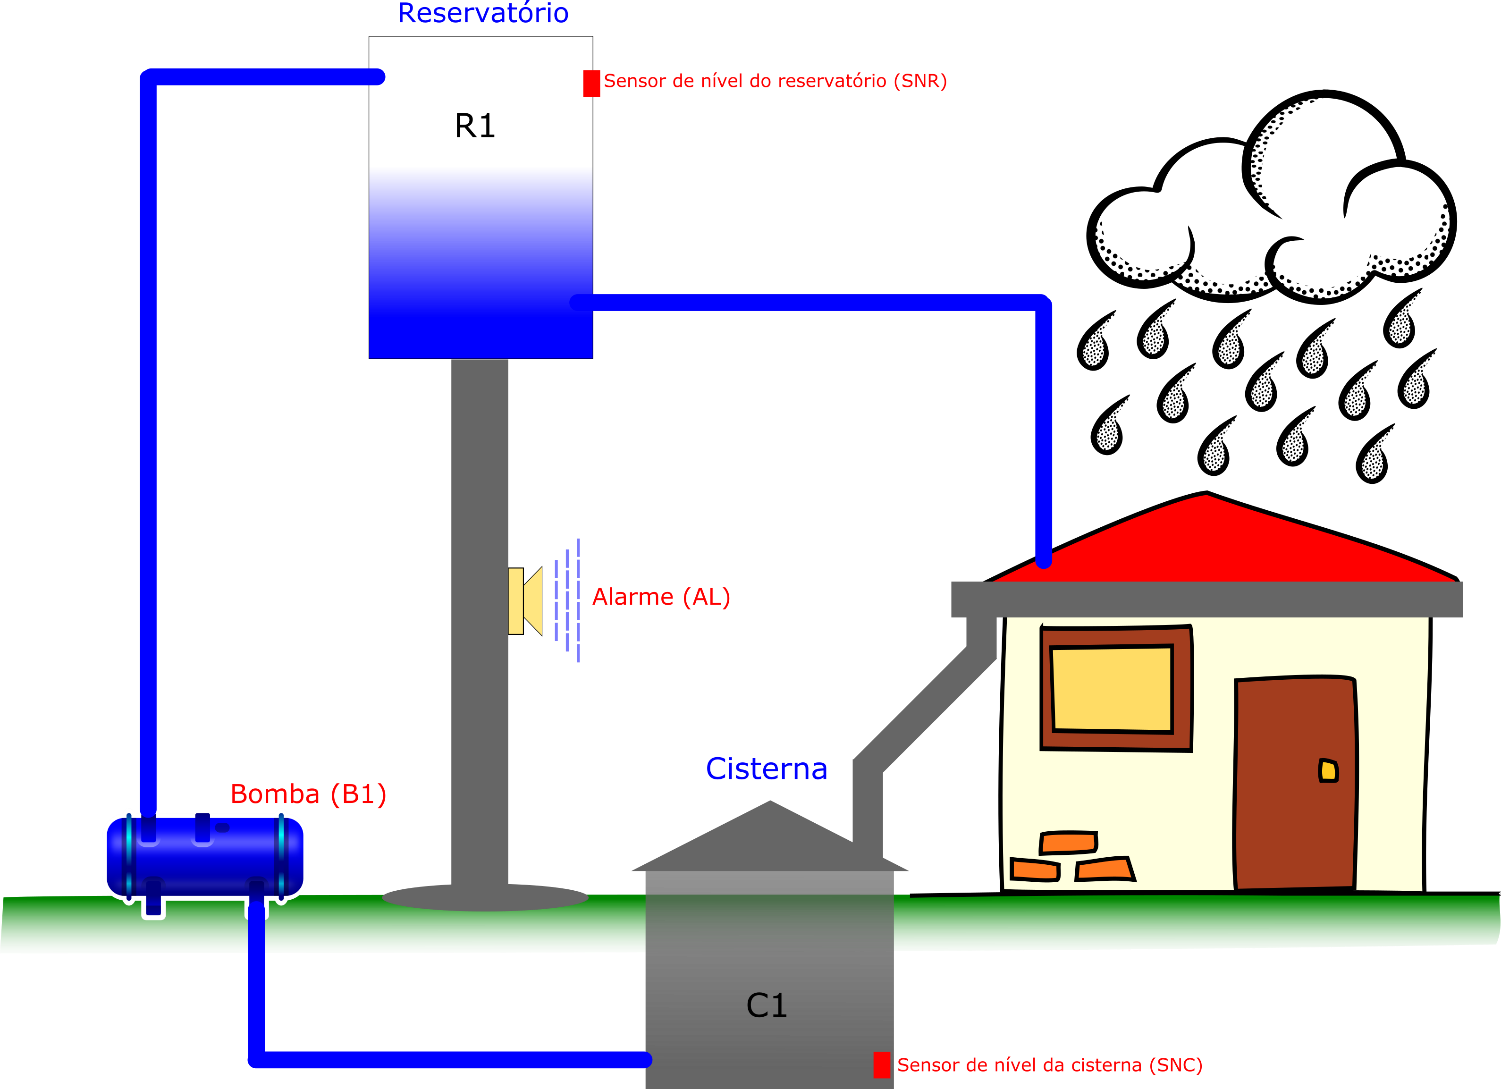 Reservatório
Sensor de nível do reservatório (SNR)
R1
Alarme (AL)
Cisterna
Bomba (B1)
C1
Sensor de nível da cisterna (SNC)